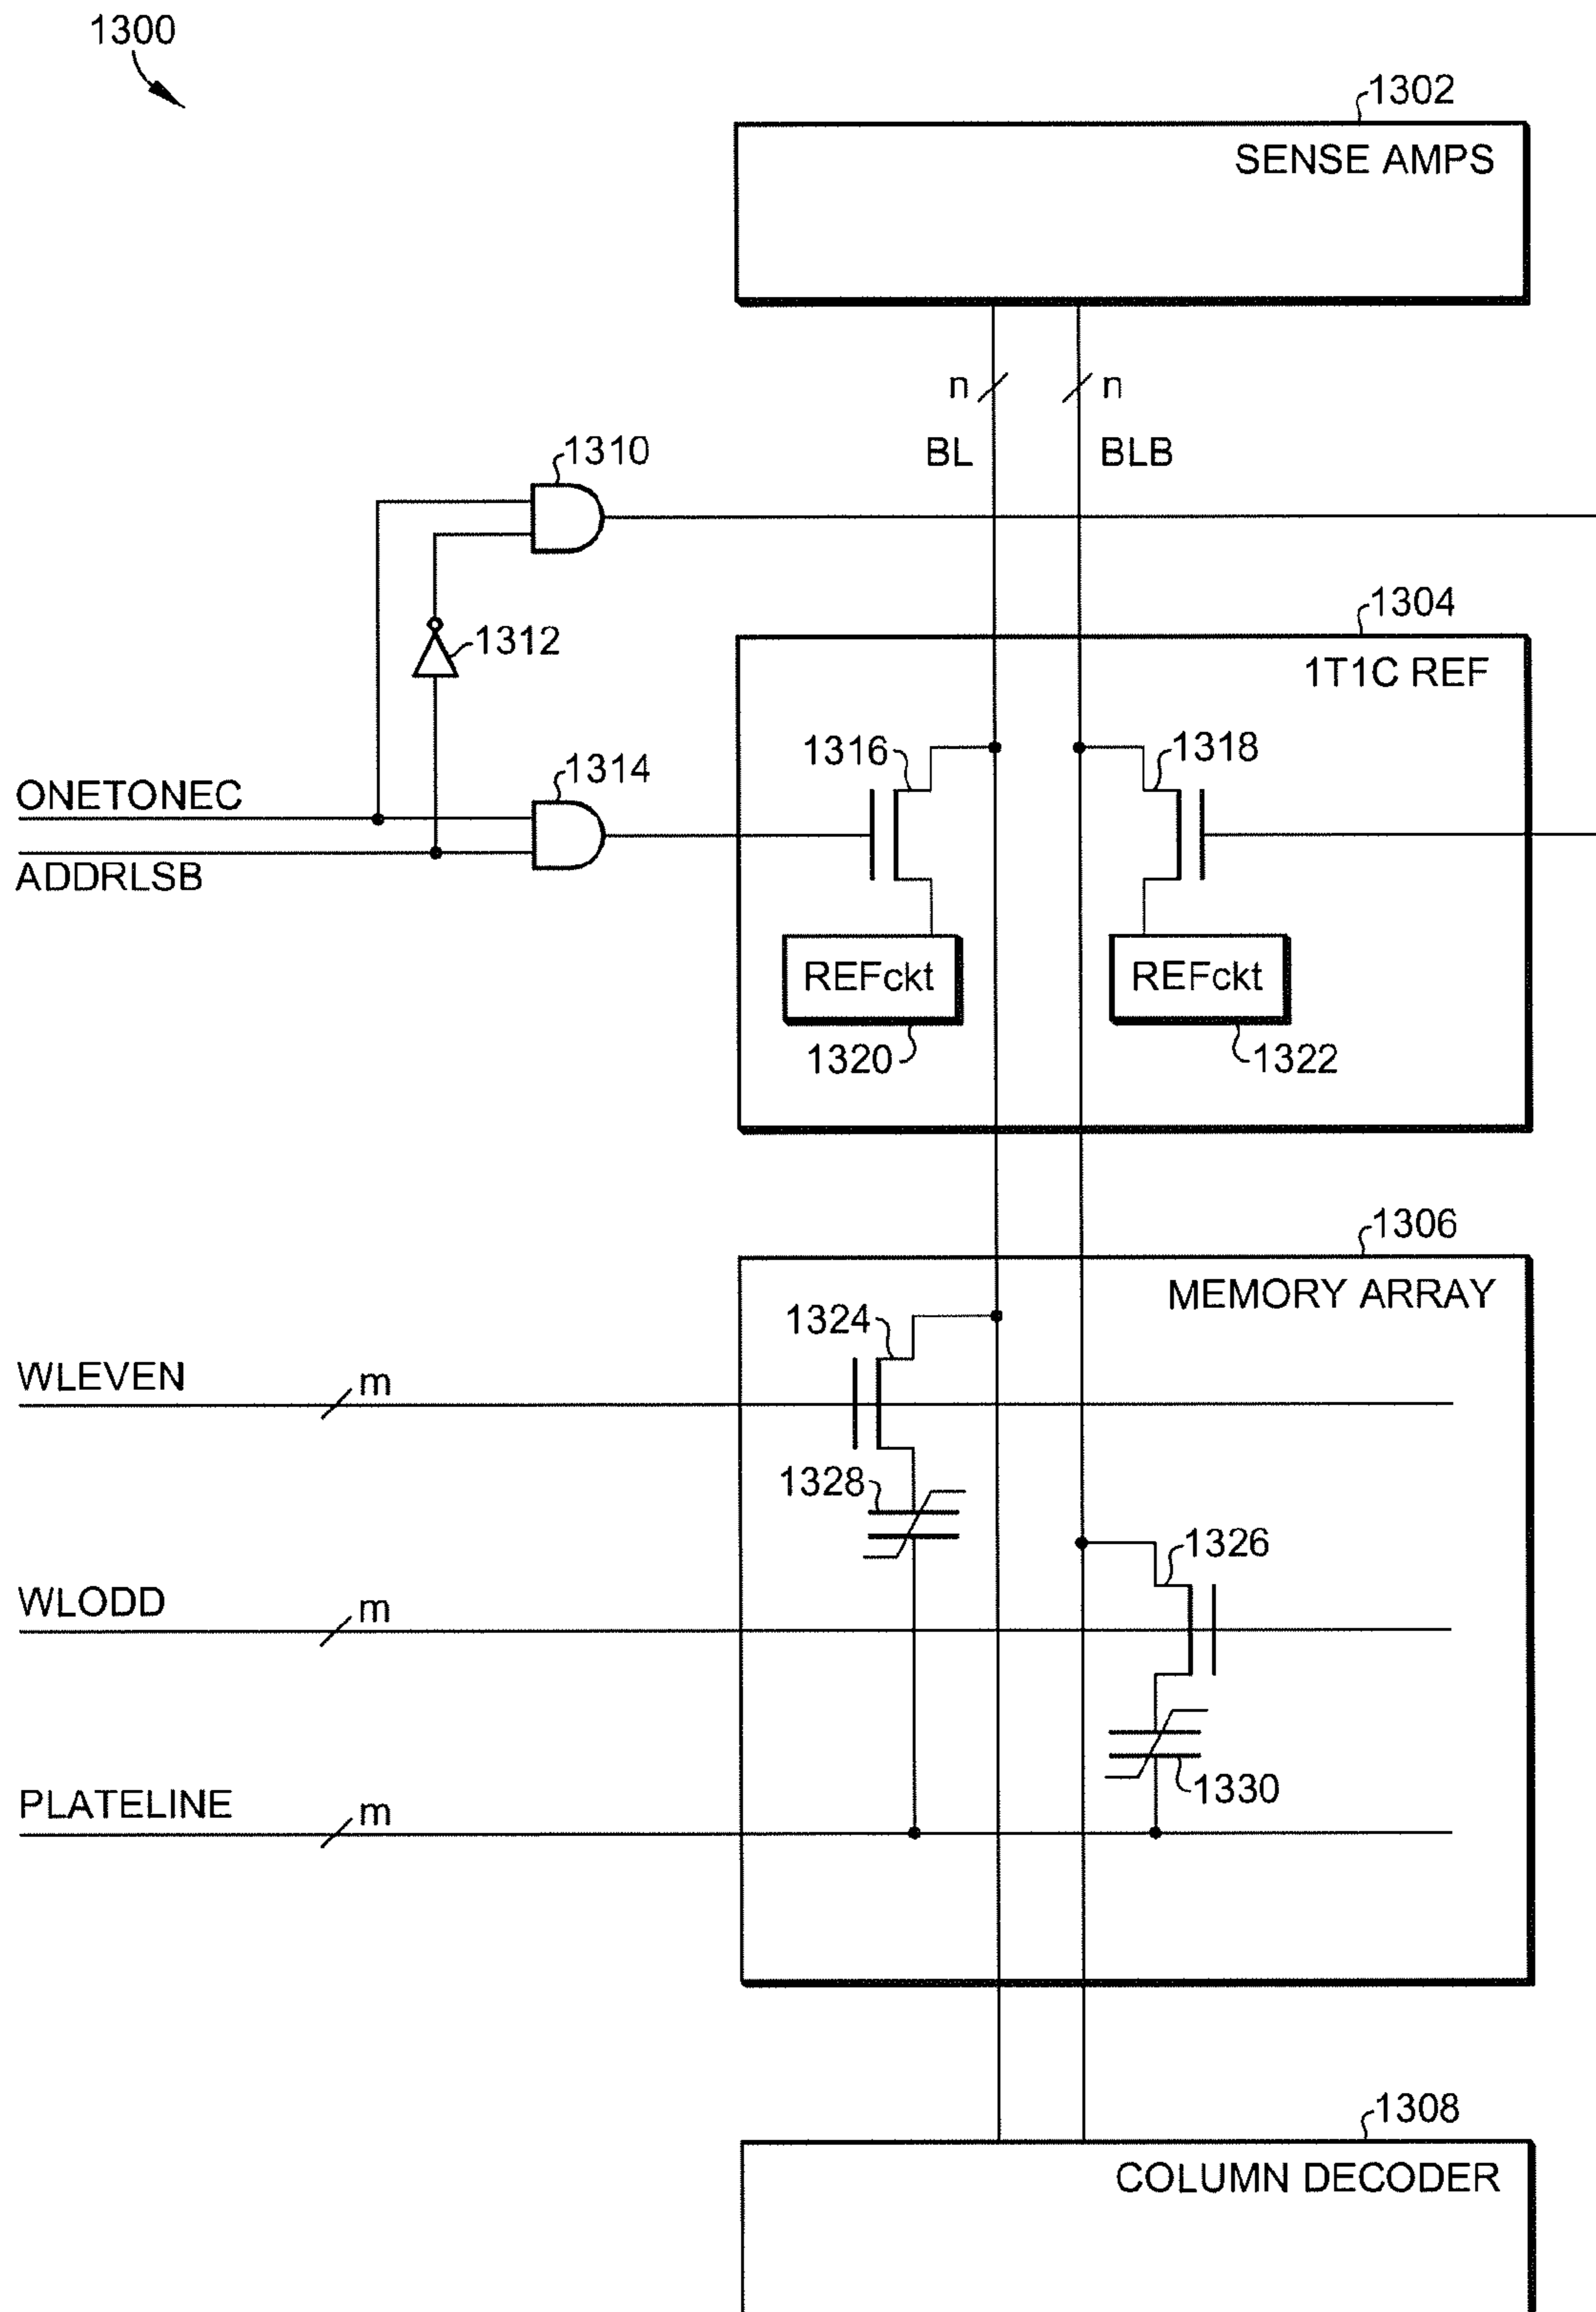 1300
1302
SENSE AMPS
n
n
BL
BLB
1310
1304
1312
1T1C REF
1316
1318
1314
ONETONEC
ADDRLSB
REFckt
REFckt
1320
1322
1306
MEMORY ARRAY
1324
WLEVEN
m
1328
1326
WLODD
m
1330
PLATELINE
m
1308
COLUMN DECODER